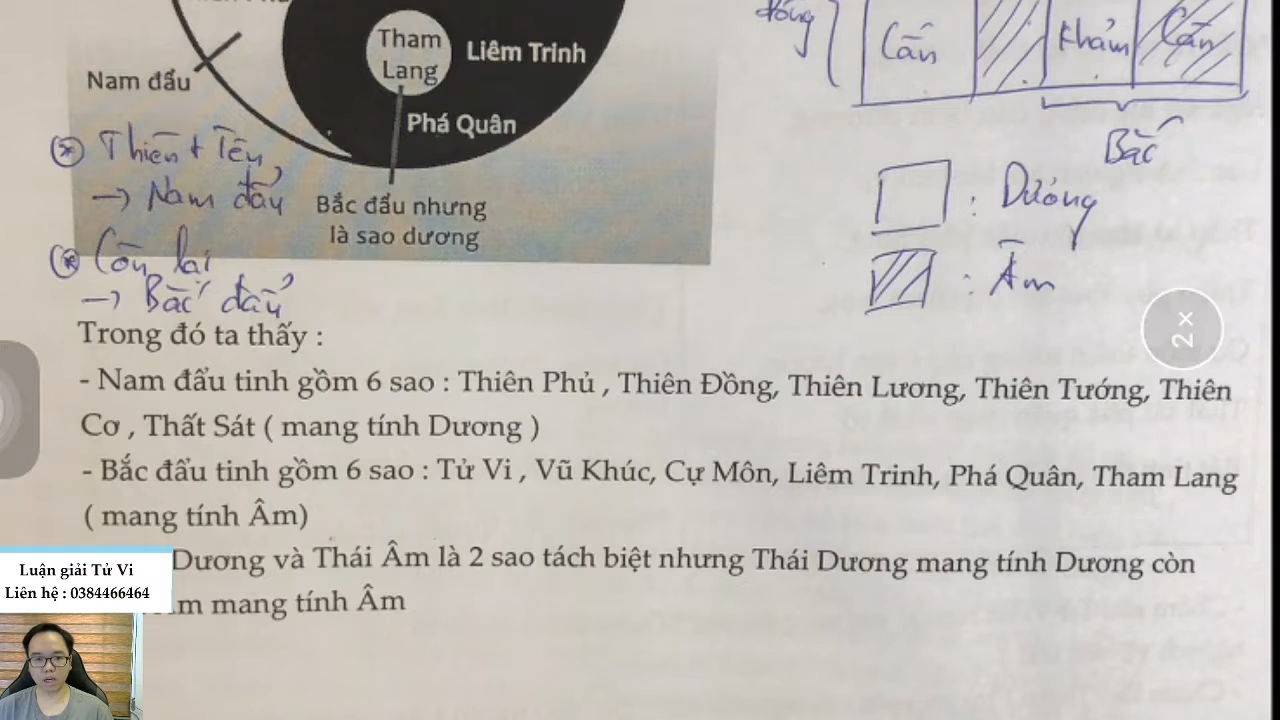 đóng
Cấn
Khảm
Càn
Tham
Lang
Liêm Trinh
Nam đẩu
Phá Quân
Bắc
* Thiên + Tên
→ Nam đẩu
Bắc đẩu nhưng
là sao dương
: Dương
* Còn lại
→ Bắc đẩu
: Âm
2×
Trong đó ta thấy :
- Nam đẩu tinh gồm 6 sao : Thiên Phủ , Thiên Đồng, Thiên Lương, Thiên Tướng, Thiên
Cơ , Thất Sát ( mang tính Dương )
- Bắc đẩu tinh gồm 6 sao : Tử Vi , Vũ Khúc, Cự Môn, Liêm Trinh, Phá Quân, Tham Lang
( mang tính Âm)
Dương và Thái Âm là 2 sao tách biệt nhưng Thái Dương mang tính Dương còn
mang tính Âm
Luận giải Tử Vi
Liên hệ : 0384466464